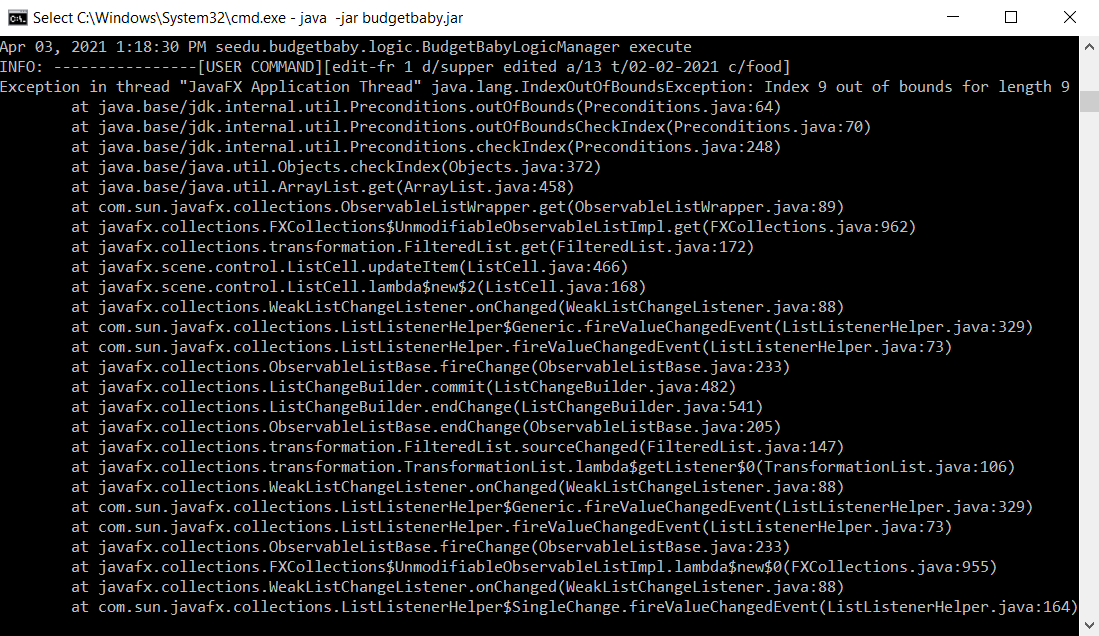 Select C:\Windows\System32\cmd.exe - java  -jar budgetbaby.jar
Apr 03, 2021 1:18:30 PM seedu.budgetbaby.logic.BudgetBabyLogicManager execute
INFO: ----------------[USER COMMAND][edit-fr 1 d/supper edited a/13 t/02-02-2021 c/food]
Exception in thread "JavaFX Application Thread" java.lang.IndexOutOfBoundsException: Index 9 out of bounds for length 9
        at java.base/jdk.internal.util.Preconditions.outOfBounds(Preconditions.java:64)
        at java.base/jdk.internal.util.Preconditions.outOfBoundsCheckIndex(Preconditions.java:70)
        at java.base/jdk.internal.util.Preconditions.checkIndex(Preconditions.java:248)
        at java.base/java.util.Objects.checkIndex(Objects.java:372)
        at java.base/java.util.ArrayList.get(ArrayList.java:458)
        at com.sun.javafx.collections.ObservableListWrapper.get(ObservableListWrapper.java:89)
        at javafx.collections.FXCollections$UnmodifiableObservableListImpl.get(FXCollections.java:962)
        at javafx.collections.transformation.FilteredList.get(FilteredList.java:172)
        at javafx.scene.control.ListCell.updateItem(ListCell.java:466)
        at javafx.scene.control.ListCell.lambda$new$2(ListCell.java:168)
        at javafx.collections.WeakListChangeListener.onChanged(WeakListChangeListener.java:88)
        at com.sun.javafx.collections.ListListenerHelper$Generic.fireValueChangedEvent(ListListenerHelper.java:329)
        at com.sun.javafx.collections.ListListenerHelper.fireValueChangedEvent(ListListenerHelper.java:73)
        at javafx.collections.ObservableListBase.fireChange(ObservableListBase.java:233)
        at javafx.collections.ListChangeBuilder.commit(ListChangeBuilder.java:482)
        at javafx.collections.ListChangeBuilder.endChange(ListChangeBuilder.java:541)
        at javafx.collections.ObservableListBase.endChange(ObservableListBase.java:205)
        at javafx.collections.transformation.FilteredList.sourceChanged(FilteredList.java:147)
        at javafx.collections.transformation.TransformationList.lambda$getListener$0(TransformationList.java:106)
        at javafx.collections.WeakListChangeListener.onChanged(WeakListChangeListener.java:88)
        at com.sun.javafx.collections.ListListenerHelper$Generic.fireValueChangedEvent(ListListenerHelper.java:329)
        at com.sun.javafx.collections.ListListenerHelper.fireValueChangedEvent(ListListenerHelper.java:73)
        at javafx.collections.ObservableListBase.fireChange(ObservableListBase.java:233)
        at javafx.collections.FXCollections$UnmodifiableObservableListImpl.lambda$new$0(FXCollections.java:955)
        at javafx.collections.WeakListChangeListener.onChanged(WeakListChangeListener.java:88)
        at com.sun.javafx.collections.ListListenerHelper$SingleChange.fireValueChangedEvent(ListListenerHelper.java:164)